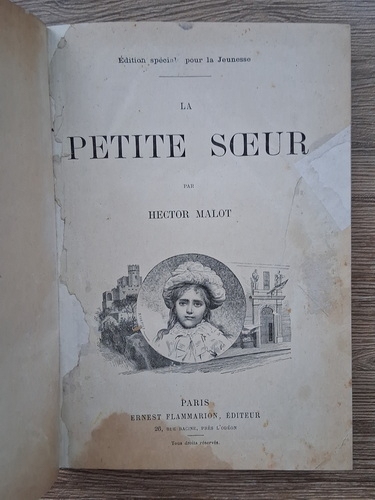 Édition spécial pour la Jeunesse
LA
PETITE SŒUR
PAR
HECTOR MALOT
PARIS
ERNEST FLAMMARION, ÉDITEUR
26, RUE RACINE, PRÈS L'ODÉON
Tous droits réservés.